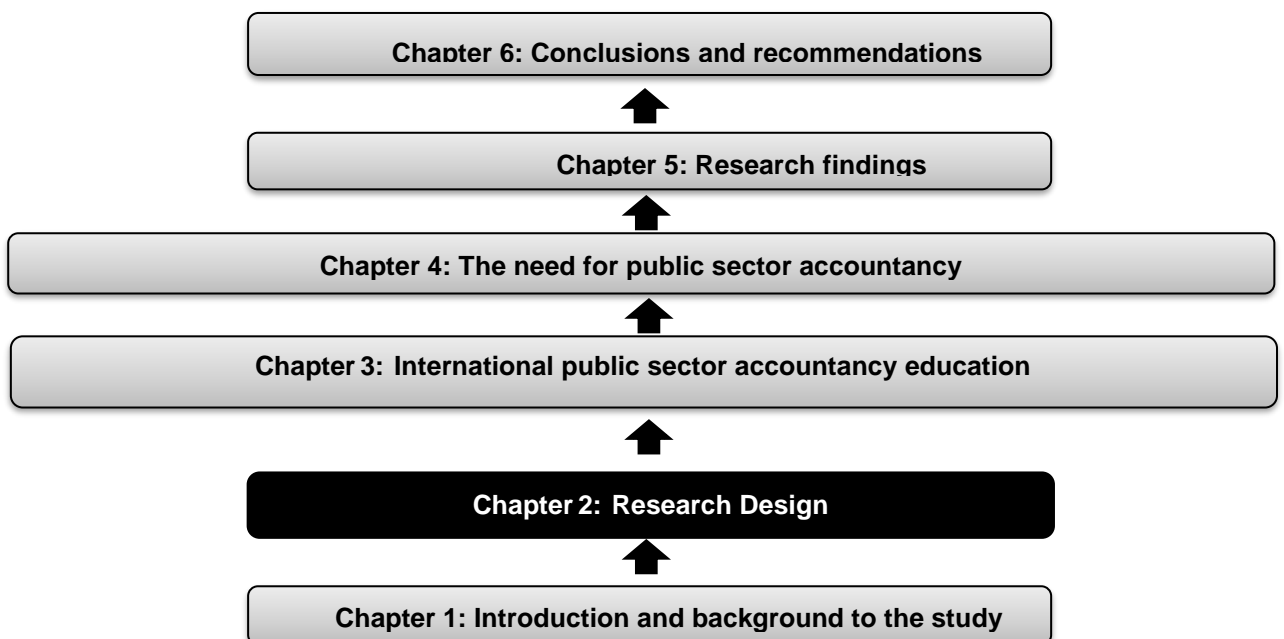 Chapter 6: Conclusions and recommendations
Chapter 5: Research findings
Chapter 4: The need for public sector accountancy
Chapter 3: International public sector accountancy education
Chapter 2: Research Design
Chapter 1: Introduction and background to the study